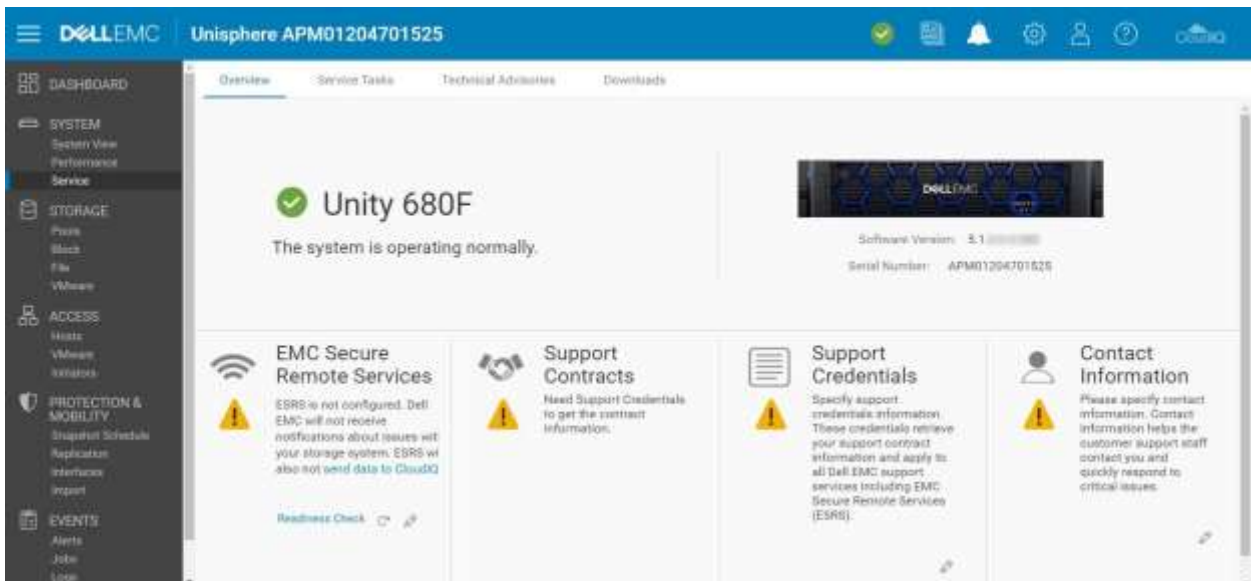 DELLEMC
Unisphere APM01204701525
DASHBOARD
SYSTEM
System View
Performance
Service
STORAGE
Pools
Block
File
VMware
ACCESS
Hosts
VMware
Initiators
PROTECTION &
MOBILITY
Snapshot Schedule
Replication
Interfaces
Import
EVENTS
Alerts
Jobs
Logs
Overview
Service Tasks
Technical Advisories
Downloads
Unity 680F
The system is operating normally.
DELLEMC
Software Version: 5.1
Serial Number: APM01204701525
EMC Secure
Remote Services
ESRS is not configured. Dell
EMC will not receive
notifications about issues wit
your storage system. ESRS wi
also not send data to CloudIQ
Readiness Check
Support
Contracts
Need Support Credentials
to get the contract
information.
Support
Credentials
Specify support
credentials information.
These credentials retrieve
your support contract
information and apply to
all Dell EMC support
services including EMC
Secure Remote Services
(ESRS).
Contact
Information
Please specify contact
information. Contact
information helps the
customer support staff
contact you and
quickly respond to
critical issues.